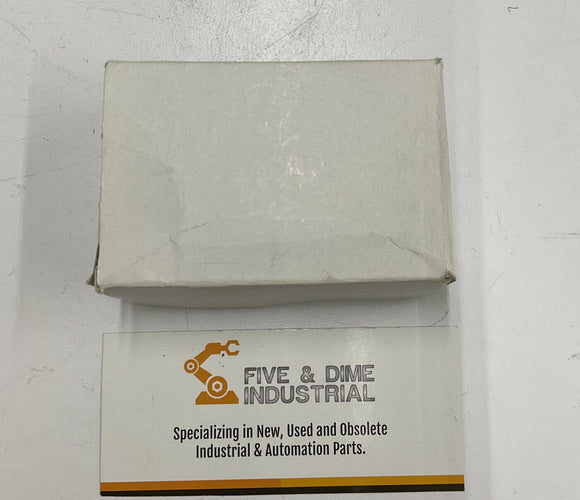 FIVE & DIME
INDUSTRIAL
Specializing in New, Used and Obsolete
Industrial & Automation Parts.